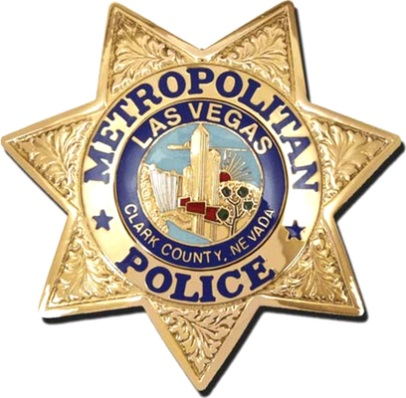 METROPOLITAN
LAS VEGAS
CLARK COUNTY, NEVADA
POLICE